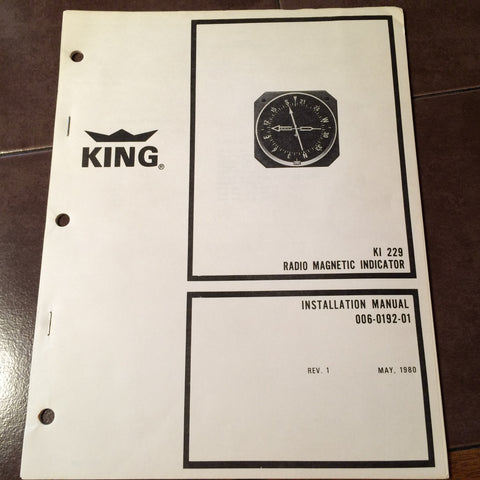 KING®
KI 229
RADIO MAGNETIC INDICATOR
INSTALLATION MANUAL
006-0192-01
REV. 1 MAY, 1980